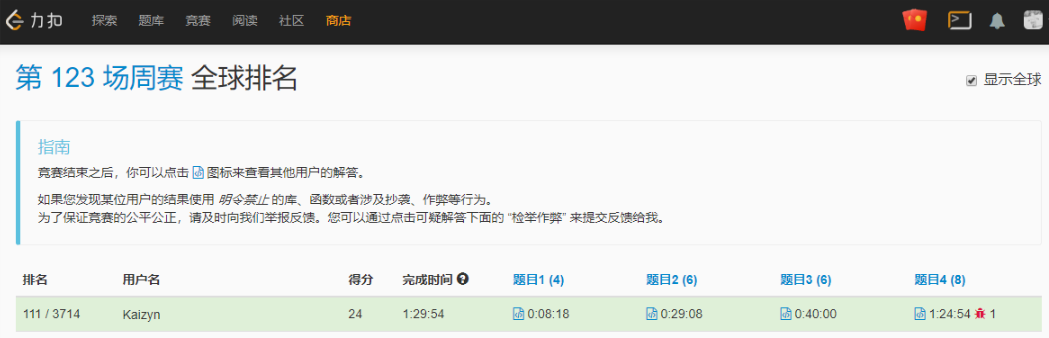 力扣 探索 题库 竞赛 阅读 社区 商店
第 123 场周赛 全球排名
显示全球
指南
竞赛结束之后，你可以点击 图标来查看其他用户的解答。
如果您发现某位用户的结果使用 明令禁止 的库、函数或者涉及抄袭、作弊等行为。
为了保证竞赛的公平公正，请及时向我们举报反馈。您可以通过点击可疑解答下面的 “检举作弊” 来提交反馈给我。
排名 用户名 得分 完成时间 题目1 (4) 题目2 (6) 题目3 (6) 题目4 (8)
111 / 3714 Kaizyn 24 1:29:54 0:08:18 0:29:08 0:40:00 1:24:54 1